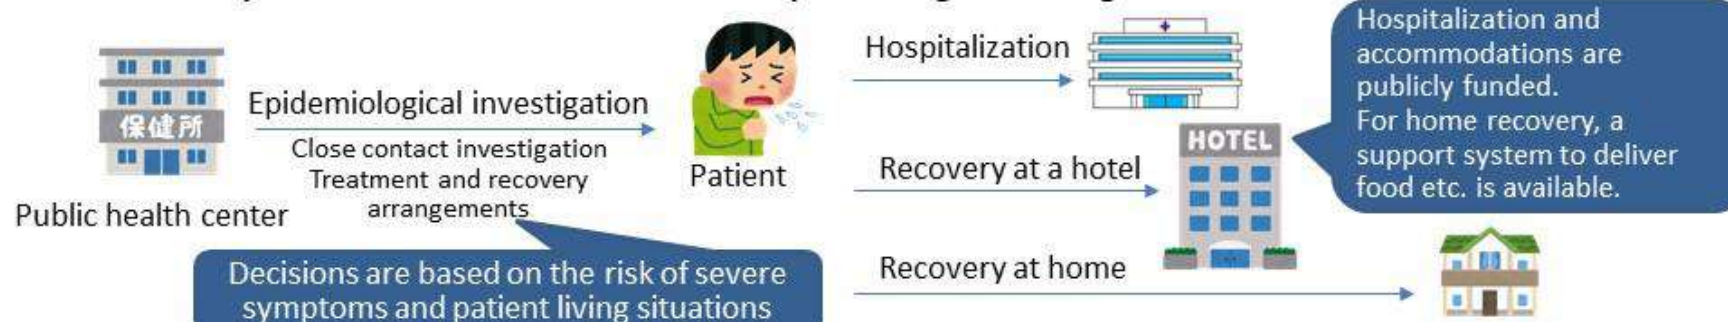 保健所
Public health center
Epidemiological investigation
Close contact investigation
Treatment and recovery
arrangements
Decisions are based on the risk of severe
symptoms and patient living situations
Patient
Hospitalization
Recovery at a hotel
HOTEL
Recovery at home
Hospitalization and
accommodations are
publicly funded.
For home recovery, a
support system to deliver
food etc. is available.